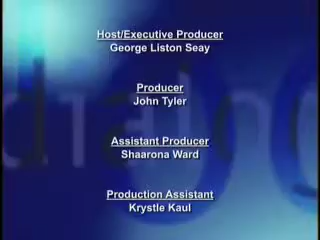 Host/Executive Producer
George Liston Seay
Producer
John Tyler
Assistant Producer
Shaarona Ward
Production Assistant
Krystle Kaul